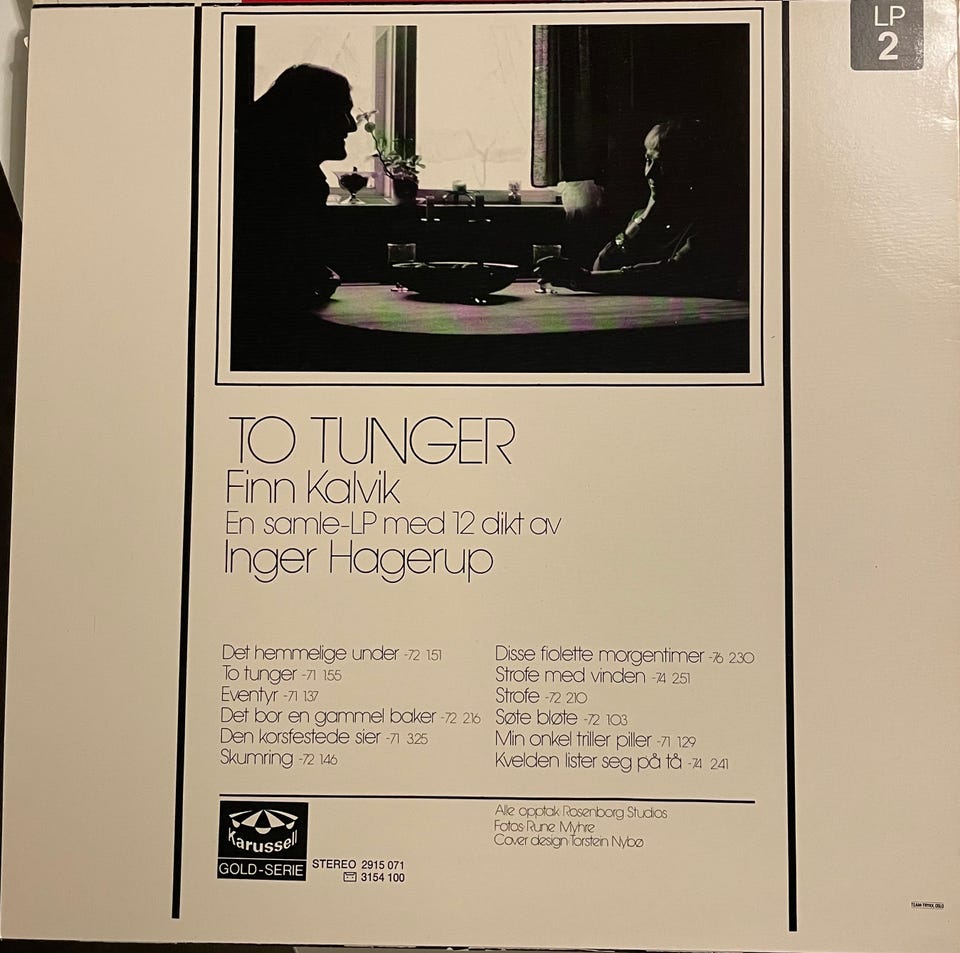 LP
2
TO TUNGER
Finn Kalvik
En samle-LP med 12 dikt av
Inger Hagerup
Det hemmelige under -72 1.51
To tunger -71 1.55
Eventyr -71 1.37
Det bor en gammel baker -72 2.16
Den korsfestede sier -71 3.25
Skumring -72 1.46
Disse fiolette morgentimer -76 2.30
Strofe med vinden -74 2.51
Strofe -72 2.10
Søte bløte -72 1.03
Min onkel triller piller -71 1.29
Kvelden lister seg på tå -74 2.41
Karussell
GOLD-SERIE
STEREO 2915 071
3154 100
Alle opptak Rosenborg Studios
Fotos Rune Myhre
Cover design Torstein Nybø
TEAM-TRYKK, OSLO